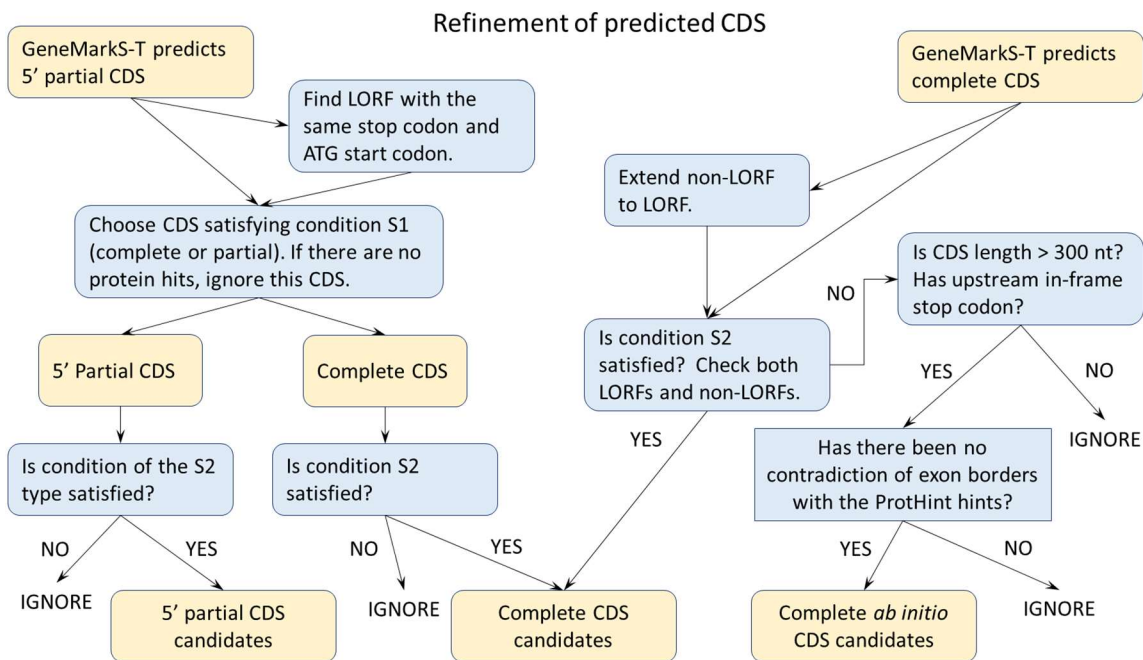 Refinement of predicted CDS
GeneMarkS-T predicts
5’ partial CDS
Find LORF with the
same stop codon and
ATG start codon.
Choose CDS satisfying condition S1
(complete or partial). If there are no
protein hits, ignore this CDS.
5’ Partial CDS
Complete CDS
Is condition of the S2
type satisfied?
Is condition S2
satisfied?
NO
YES
NO
YES
IGNORE
IGNORE
5’ partial CDS
candidates
Complete CDS
candidates
GeneMarkS-T predicts
complete CDS
Extend non-LORF
to LORF.
Is condition S2
satisfied? Check both
LORFs and non-LORFs.
YES
NO
Is CDS length > 300 nt?
Has upstream in-frame
stop codon?
YES
NO
IGNORE
Has there been no
contradiction of exon borders
with the ProtHint hints?
YES
NO
IGNORE
Complete ab initio
CDS candidates